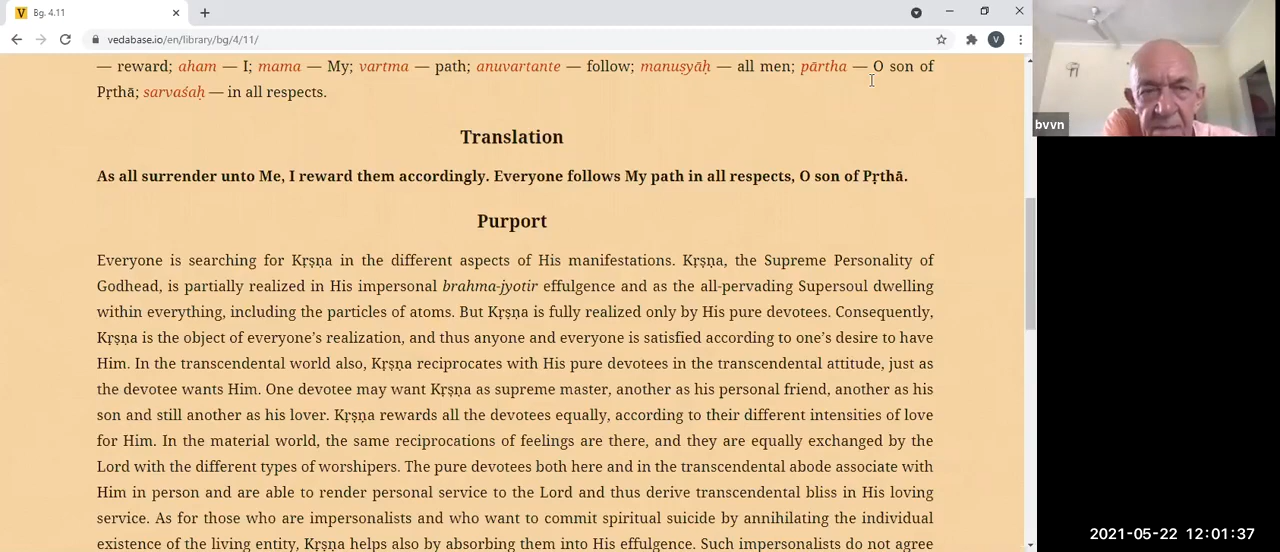 V Bg. 4.11
vedabase.io/en/library/bg/4/11/
V
— reward; aham — I; mama — My; vartma — path; anuvartante — follow; manuṣyāḥ — all men; pārtha — O son of
Pṛthā; sarvaśaḥ — in all respects.
Translation
As all surrender unto Me, I reward them accordingly. Everyone follows My path in all respects, O son of Pṛthā.
Purport
Everyone is searching for Kṛṣṇa in the different aspects of His manifestations. Kṛṣṇa, the Supreme Personality of
Godhead, is partially realized in His impersonal brahma-jyotir effulgence and as the all-pervading Supersoul dwelling
within everything, including the particles of atoms. But Kṛṣṇa is fully realized only by His pure devotees. Consequently,
Kṛṣṇa is the object of everyone’s realization, and thus anyone and everyone is satisfied according to one’s desire to have
Him. In the transcendental world also, Kṛṣṇa reciprocates with His pure devotees in the transcendental attitude, just as
the devotee wants Him. One devotee may want Kṛṣṇa as supreme master, another as his personal friend, another as his
son and still another as his lover. Kṛṣṇa rewards all the devotees equally, according to their different intensities of love
for Him. In the material world, the same reciprocations of feelings are there, and they are equally exchanged by the
Lord with the different types of worshipers. The pure devotees both here and in the transcendental abode associate with
Him in person and are able to render personal service to the Lord and thus derive transcendental bliss in His loving
service. As for those who are impersonalists and who want to commit spiritual suicide by annihilating the individual
existence of the living entity, Kṛṣṇa helps also by absorbing them into His effulgence. Such impersonalists do not agree
bvvn
2021-05-22 12:01:37